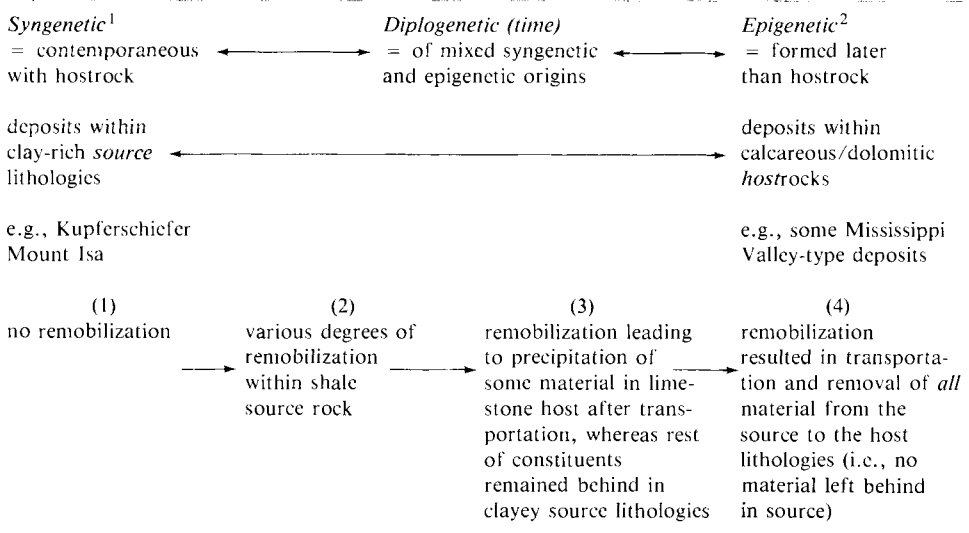 Syngenetic¹
= contemporaneous
with hostrock
Diplogenetic (time)
= of mixed syngenetic
and epigenetic origins
Epigenetic²
= formed later
than hostrock
deposits within
clay-rich source
lithologies
deposits within
calcareous/dolomitic
hostrocks
e.g., Kupferschiefer
Mount Isa
e.g., some Mississippi
Valley-type deposits
(1)
no remobilization
(2)
various degrees of
remobilization
within shale
source rock
(3)
remobilization leading
to precipitation of
some material in lime-
stone host after trans-
portation, whereas rest
of constituents
remained behind in
clayey source lithologies
(4)
remobilization
resulted in transporta-
tion and removal of all
material from the
source to the host
lithologies (i.e., no
material left behind
in source)